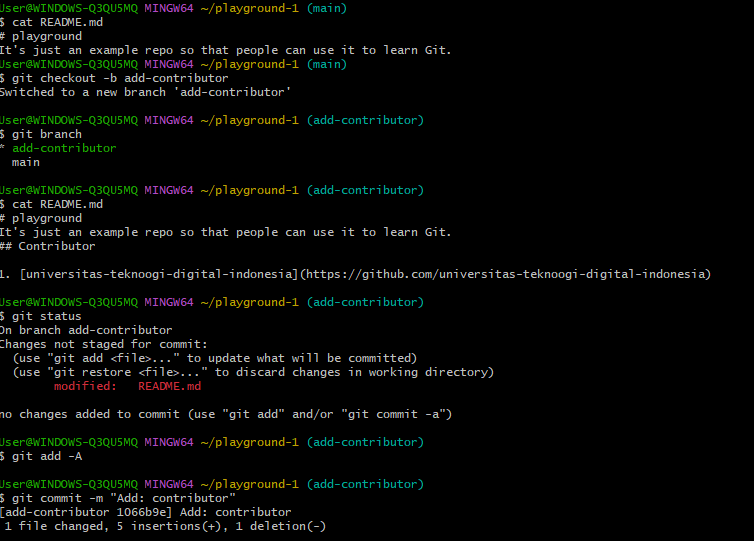 User@WINDOWS-Q3QU5MQ MINGW64 ~/playground-1 (main)
$ cat README.md
# playground
It's just an example repo so that people can use it to learn Git.
User@WINDOWS-Q3QU5MQ MINGW64 ~/playground-1 (main)
$ git checkout -b add-contributor
Switched to a new branch 'add-contributor'
User@WINDOWS-Q3QU5MQ MINGW64 ~/playground-1 (add-contributor)
$ git branch
* add-contributor
  main
User@WINDOWS-Q3QU5MQ MINGW64 ~/playground-1 (add-contributor)
$ cat README.md
# playground
It's just an example repo so that people can use it to learn Git.
## Contributor
1. [universitas-teknoogi-digital-indonesia](https://github.com/universitas-teknoogi-digital-indonesia)
User@WINDOWS-Q3QU5MQ MINGW64 ~/playground-1 (add-contributor)
$ git status
On branch add-contributor
Changes not staged for commit:
  (use "git add <file>..." to update what will be committed)
  (use "git restore <file>..." to discard changes in working directory)
        modified:   README.md
no changes added to commit (use "git add" and/or "git commit -a")
User@WINDOWS-Q3QU5MQ MINGW64 ~/playground-1 (add-contributor)
$ git add -A
User@WINDOWS-Q3QU5MQ MINGW64 ~/playground-1 (add-contributor)
$ git commit -m "Add: contributor"
[add-contributor 1066b9e] Add: contributor
 1 file changed, 5 insertions(+), 1 deletion(-)